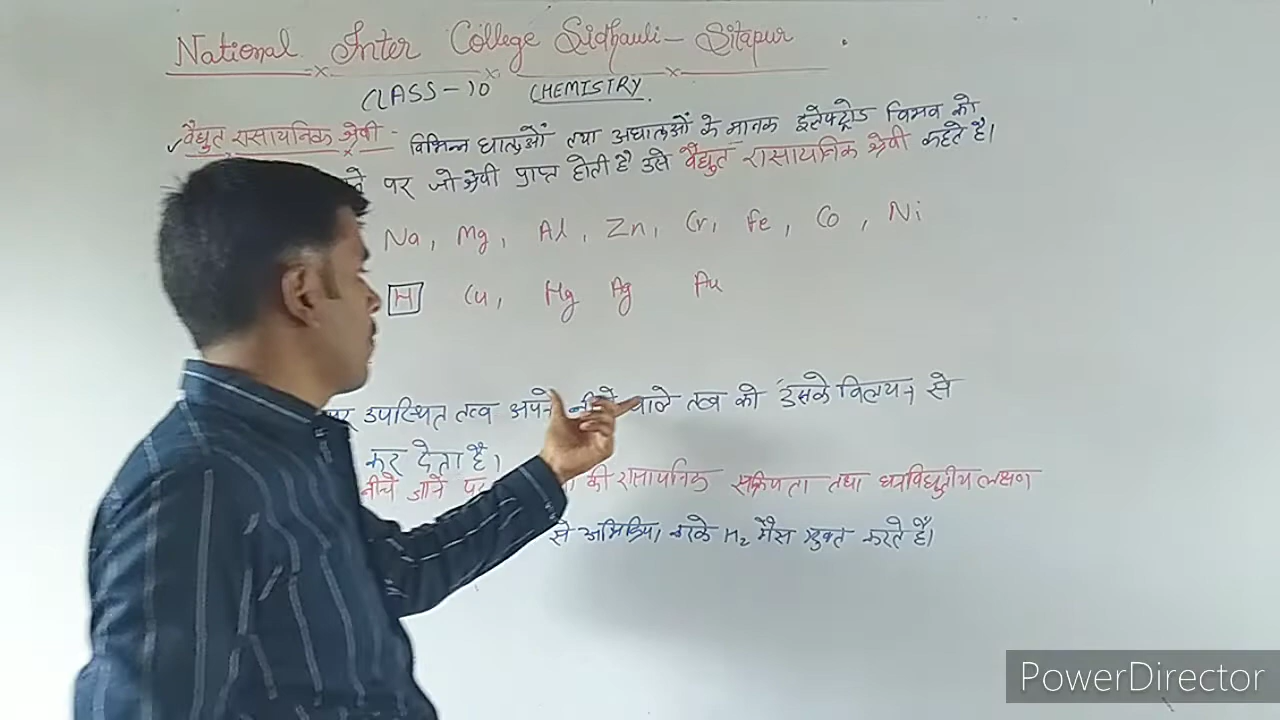 National Inter College Sidhauli - Sitapur
CLASS-10 CHEMISTRY
वैद्युत रासायनिक श्रेणी - विभिन्न धातुओं तथा अधातुओं के मानक इलेक्ट्रोड विभव को
पर जो श्रेणी प्राप्त होती है उसे वैद्युत रासायनिक श्रेणी कहते है।
Na, Mg, Al, Zn, Cr, Fe, Co, Ni
H Cu, Hg Ag Au
पर उपस्थित तत्व अपने वाले तत्व को उसके विलयन से
कर देता है।
नीचे जाने की रासायनिक सक्रियता तथा धनविद्युतीय लक्षण
से अभिक्रिया करके H₂ गैस मुक्त करते है।
PowerDirector